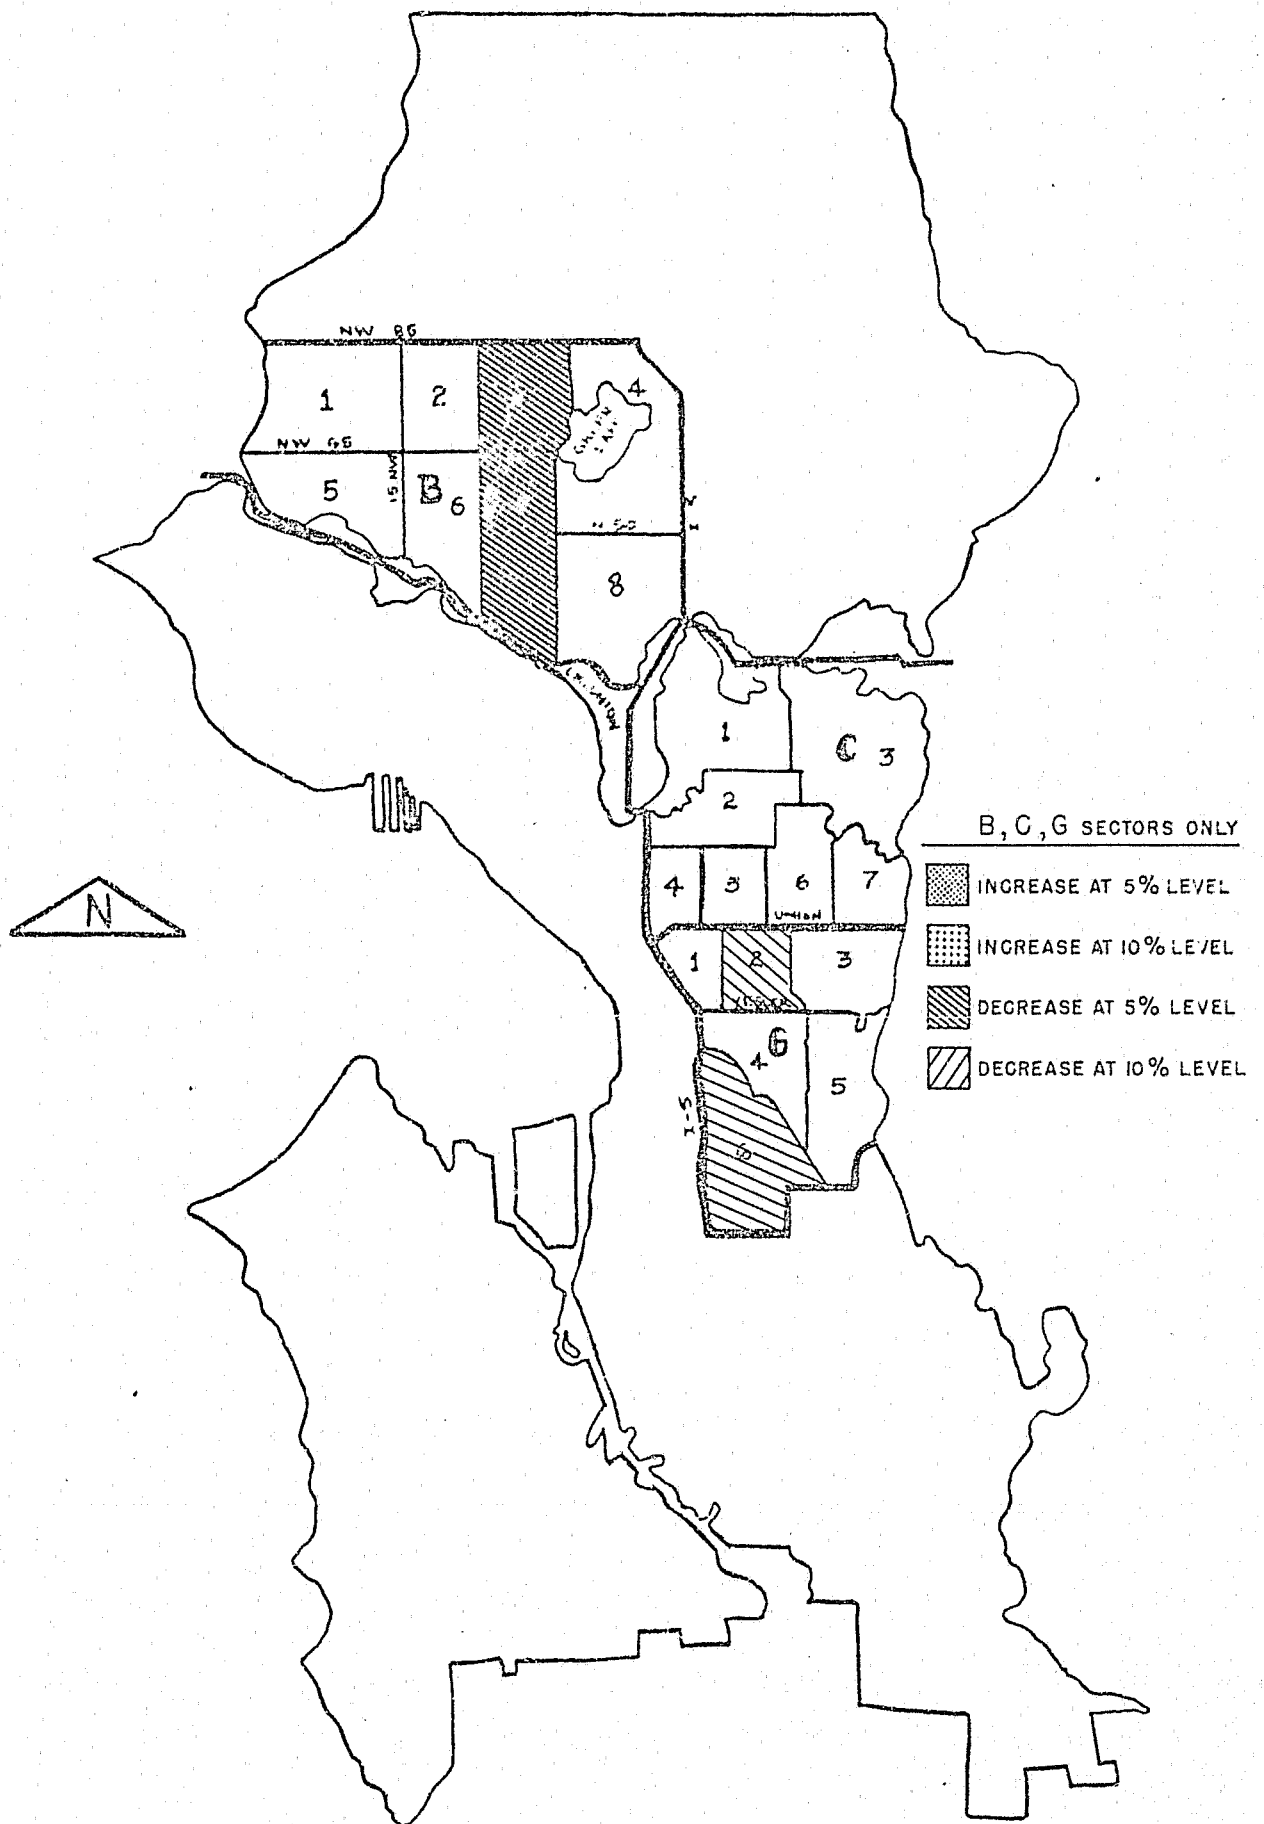 NW 85
1
2
4
NW 65
5
15 NW
B
6
N 50
8
1
C
3
2
B, C, G SECTORS ONLY
4
3
6
7
INCREASE AT 5% LEVEL
UNION
INCREASE AT 10% LEVEL
1
2
3
N
DECREASE AT 5% LEVEL
YESLER
G
4
DECREASE AT 10% LEVEL
5
I-5
6